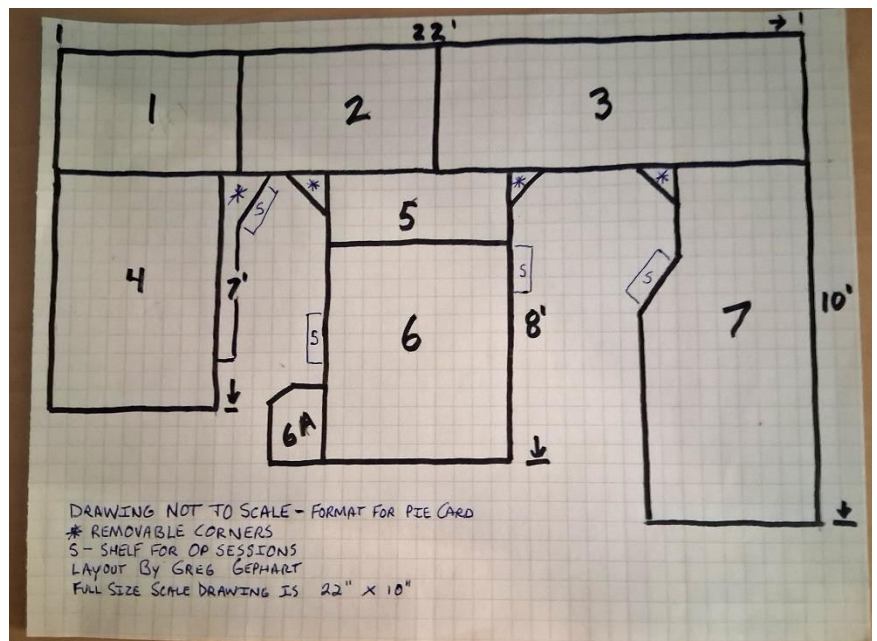 22'
1
2
3
* * * *
S
5
S
4
7'
S
S
6
8'
7
10'
6A
DRAWING NOT TO SCALE - FORMAT FOR PIE CARD
* REMOVABLE CORNERS
S - SHELF FOR OP SESSIONS
LAYOUT BY GREG GEPHART
FULL SIZE SCALE DRAWING IS 22" X 10"